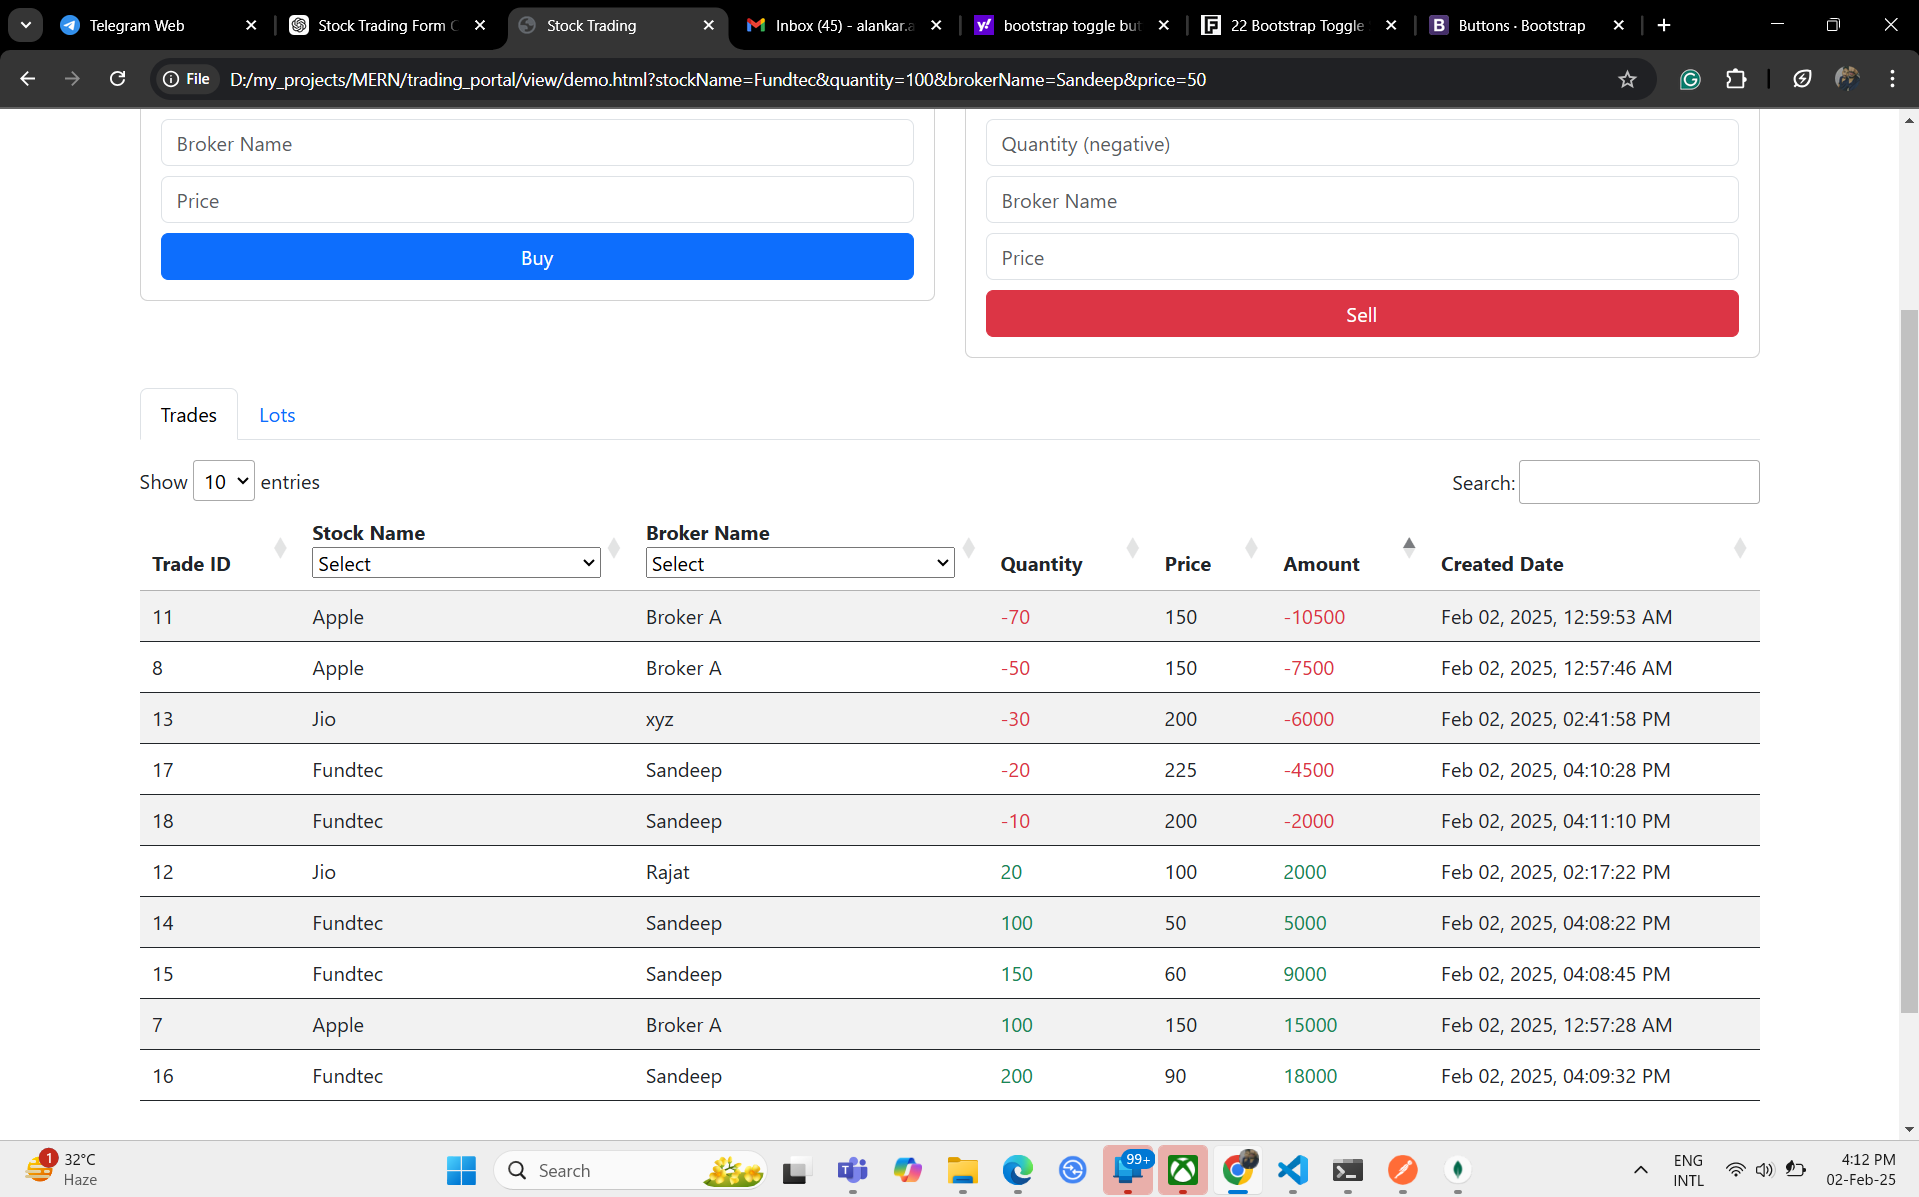 Telegram Web
Stock Trading Form C
Stock Trading
Inbox (45) - alankar.a
bootstrap toggle but
22 Bootstrap Toggle
Buttons · Bootstrap
File
D:/my_projects/MERN/trading_portal/view/demo.html?stockName=Fundtec&quantity=100&brokerName=Sandeep&price=50
Broker Name
Price
Buy
Quantity (negative)
Broker Name
Price
Sell
Trades Lots
Show 10 entries
Search:
Trade ID Stock Name Select Broker Name Select Quantity Price Amount Created Date
11 Apple Broker A -70 150 -10500 Feb 02, 2025, 12:59:53 AM
8 Apple Broker A -50 150 -7500 Feb 02, 2025, 12:57:46 AM
13 Jio xyz -30 200 -6000 Feb 02, 2025, 02:41:58 PM
17 Fundtec Sandeep -20 225 -4500 Feb 02, 2025, 04:10:28 PM
18 Fundtec Sandeep -10 200 -2000 Feb 02, 2025, 04:11:10 PM
12 Jio Rajat 20 100 2000 Feb 02, 2025, 02:17:22 PM
14 Fundtec Sandeep 100 50 5000 Feb 02, 2025, 04:08:22 PM
15 Fundtec Sandeep 150 60 9000 Feb 02, 2025, 04:08:45 PM
7 Apple Broker A 100 150 15000 Feb 02, 2025, 12:57:28 AM
16 Fundtec Sandeep 200 90 18000 Feb 02, 2025, 04:09:32 PM
1
32°C
Haze
Search
99+
ENG
INTL
4:12 PM
02-Feb-25